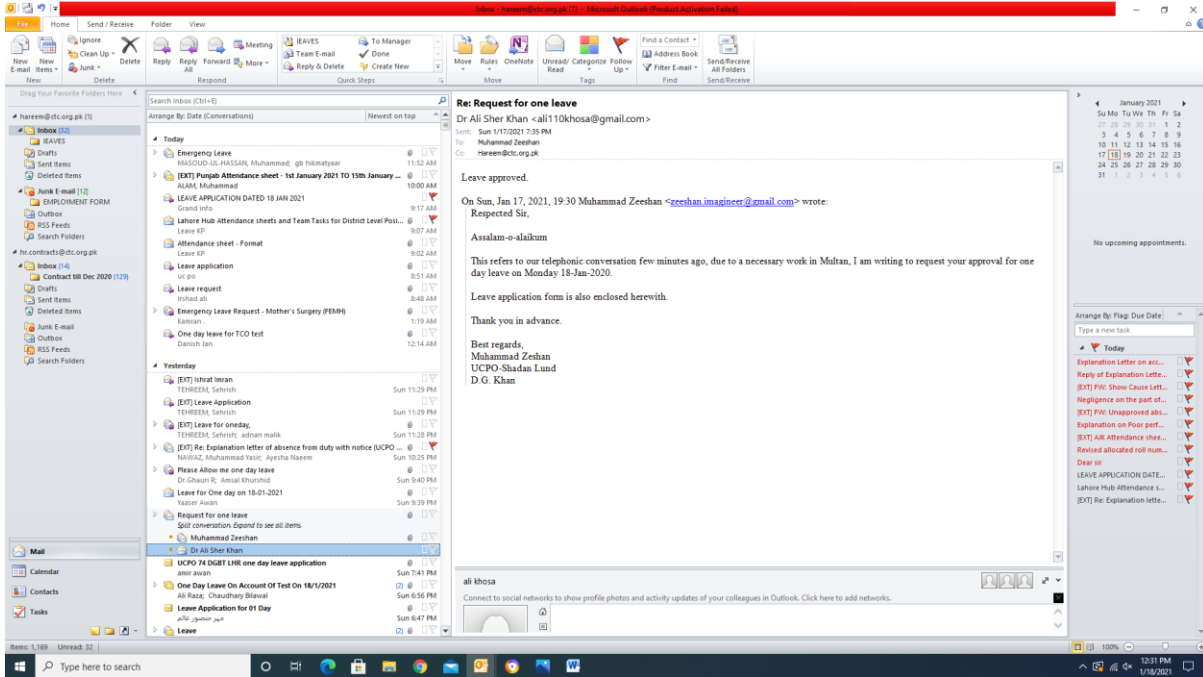 Inbox - hareem@ctc.org.pk (1) - Microsoft Outlook (Product Activation Failed)
File Home Send / Receive Folder View
New E-mail
New Items
Ignore
Clean Up
Junk
Delete
Delete
Reply
Reply All
Forward
Meeting
More
Respond
lEAVES
Team E-mail
Reply & Delete
To Manager
Done
Create New
Quick Steps
Move
Rules
OneNote
Move
Unread/ Read
Categorize
Follow Up
Tags
Find a Contact
Address Book
Filter E-mail
Find
Send/Receive All Folders
Send/Receive
Drag Your Favorite Folders Here
hareem@ctc.org.pk (1)
Inbox (32)
lEAVES
Drafts
Sent Items
Deleted Items
Junk E-mail [12]
EMPLOYMENT FORM
Outbox
RSS Feeds
Search Folders
hr.contracts@ctc.org.pk
Inbox (14)
Contract till Dec 2020 (129)
Drafts
Sent Items
Deleted Items
Junk E-mail
Outbox
RSS Feeds
Search Folders
Mail
Calendar
Contacts
Tasks
Search Inbox (Ctrl+E)
Arrange By: Date (Conversations) Newest on top
Today
Emergency Leave
MASOUD-UL-HASSAN, Muhammad; gb hikmatyaar 11:52 AM
[EXT] Punjab Attendance sheet - 1st January 2021 TO 15th January ...
ALAM, Muhammad 10:00 AM
LEAVE APPLICATION DATED 18 JAN 2021
Grand info 9:17 AM
Lahore Hub Attendance sheets and Team Tasks for District Level Posi...
Leave KP 9:07 AM
Attendance sheet - Format
Leave KP 9:02 AM
Leave application
uc po 8:51 AM
Leave request
irshad ali 8:48 AM
Emergency Leave Request - Mother's Surgery (FEMH)
Kamran . 1:19 AM
One day leave for TCO test
Danish Jan 12:14 AM
Yesterday
[EXT] Ishrat Imran
TEHREEM, Sehrish Sun 11:29 PM
[EXT] Leave Application
TEHREEM, Sehrish Sun 11:29 PM
[EXT] Leave for oneday,
TEHREEM, Sehrish; adnan malik Sun 11:28 PM
[EXT] Re: Explanation letter of absence from duty with notice (UCPO ...
NAWAZ, Muhammad Yasir; Ayesha Naeem Sun 10:25 PM
Please Allow me one day leave
Dr.Ghauri R; Amsal Khurshid Sun 9:40 PM
Leave for One day on 18-01-2021
Yaaser Awan Sun 9:39 PM
Request for one leave
Split conversation. Expand to see all items.
Muhammad Zeeshan
Dr Ali Sher Khan
UCPO 74 DGBT LHR one day leave application
amir awan Sun 7:41 PM
One Day Leave On Account Of Test On 18/1/2021 (2)
Ali Raza; Chaudhary Bilawal Sun 6:56 PM
Leave Application for 01 Day
مہر منصور عالم Sun 6:47 PM
Leave (2)
Re: Request for one leave
Dr Ali Sher Khan <ali110khosa@gmail.com>
Sent: Sun 1/17/2021 7:35 PM
To: Muhammad Zeeshan
Cc: Hareem@ctc.org.pk
Leave approved.
On Sun, Jan 17, 2021, 19:30 Muhammad Zeeshan <zeeshan.imagineer@gmail.com> wrote:
Respected Sir,
Assalam-o-alaikum
This refers to our telephonic conversation few minutes ago, due to a necessary work in Multan, I am writing to request your approval for one
day leave on Monday 18-Jan-2020.
Leave application form is also enclosed herewith.
Thank you in advance.
Best regards,
Muhammad Zeshan
UCPO-Shadan Lund
D.G. Khan
ali khosa
Connect to social networks to show profile photos and activity updates of your colleagues in Outlook. Click here to add networks.
January 2021
Su Mo Tu We Th Fr Sa
27 28 29 30 31 1 2
3 4 5 6 7 8 9
10 11 12 13 14 15 16
17 18 19 20 21 22 23
24 25 26 27 28 29 30
31 1 2 3 4 5 6
No upcoming appointments.
Arrange By: Flag: Due Date
Type a new task
Today
Explanation Letter on acc...
Reply of Explanation Lette...
[EXT] FW: Show Cause Lett...
Negligence on the part of...
[EXT] FW: Unapproved abs...
Explanation on Poor perf...
[EXT] AJK Attendance shee...
Revised allocated roll num...
Dear sir
LEAVE APPLICATION DATE...
Lahore Hub Attendance s...
[EXT] Re: Explanation lette...
Items: 1,169 Unread: 32
100%
Type here to search
12:31 PM
1/18/2021